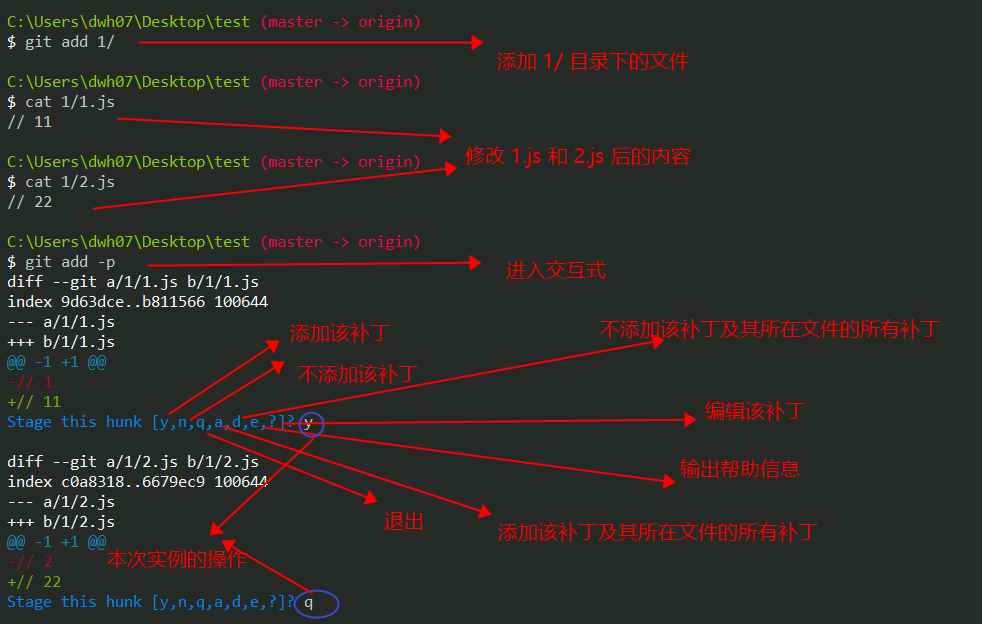 C:\Users\dwh07\Desktop\test (master -> origin)
$ git add 1/
添加 1/ 目录下的文件
C:\Users\dwh07\Desktop\test (master -> origin)
$ cat 1/1.js
// 11
修改 1.js 和 2.js 后的内容
C:\Users\dwh07\Desktop\test (master -> origin)
$ cat 1/2.js
// 22
C:\Users\dwh07\Desktop\test (master -> origin)
$ git add -p
进入交互式
diff --git a/1/1.js b/1/1.js
index 9d63dce..b811566 100644
--- a/1/1.js
+++ b/1/1.js
添加该补丁
不添加该补丁及其所在文件的所有补丁
@@ -1 +1 @@
不添加该补丁
-// 1
+// 11
编辑该补丁
Stage this hunk [y,n,q,a,d,e,?]? y
diff --git a/1/2.js b/1/2.js
输出帮助信息
index c0a8318..6679ec9 100644
--- a/1/2.js
+++ b/1/2.js
退出
添加该补丁及其所在文件的所有补丁
@@ -1 +1 @@
-// 2
本次实例的操作
+// 22
Stage this hunk [y,n,q,a,d,e,?]? q